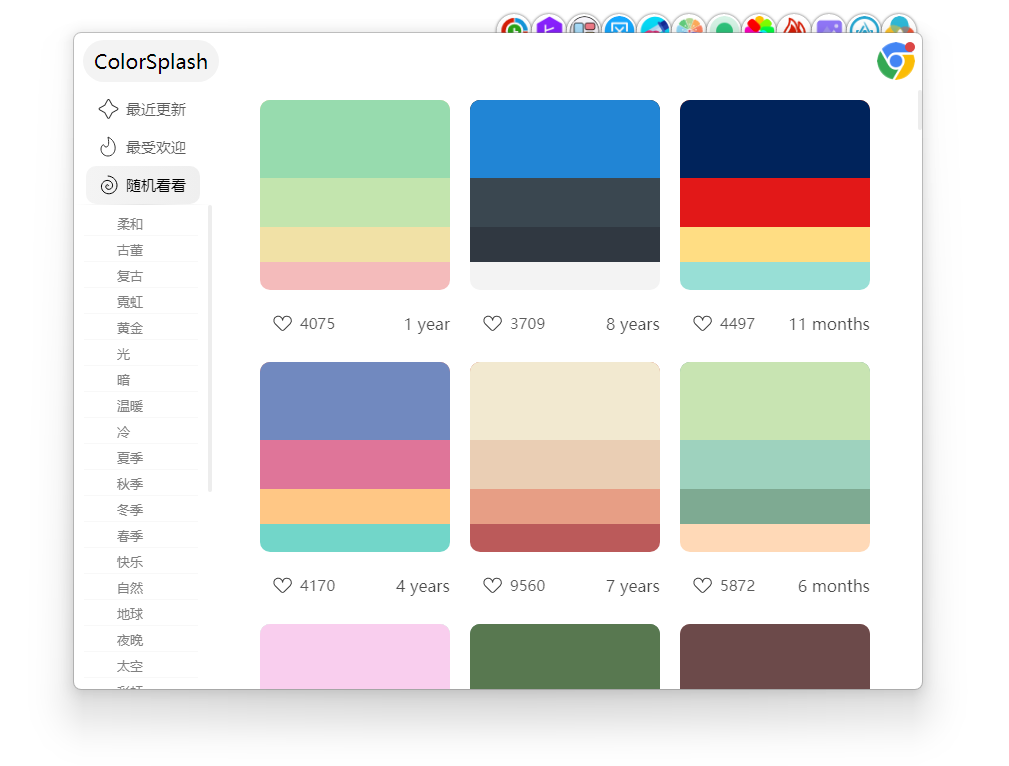 ColorSplash
最近更新
最受欢迎
随机看看
柔和
古董
复古
霓虹
黄金
光
暗
温暖
冷
夏季
秋季
冬季
春季
快乐
自然
地球
夜晚
太空
4075 1 year
3709 8 years
4497 11 months
4170 4 years
9560 7 years
5872 6 months